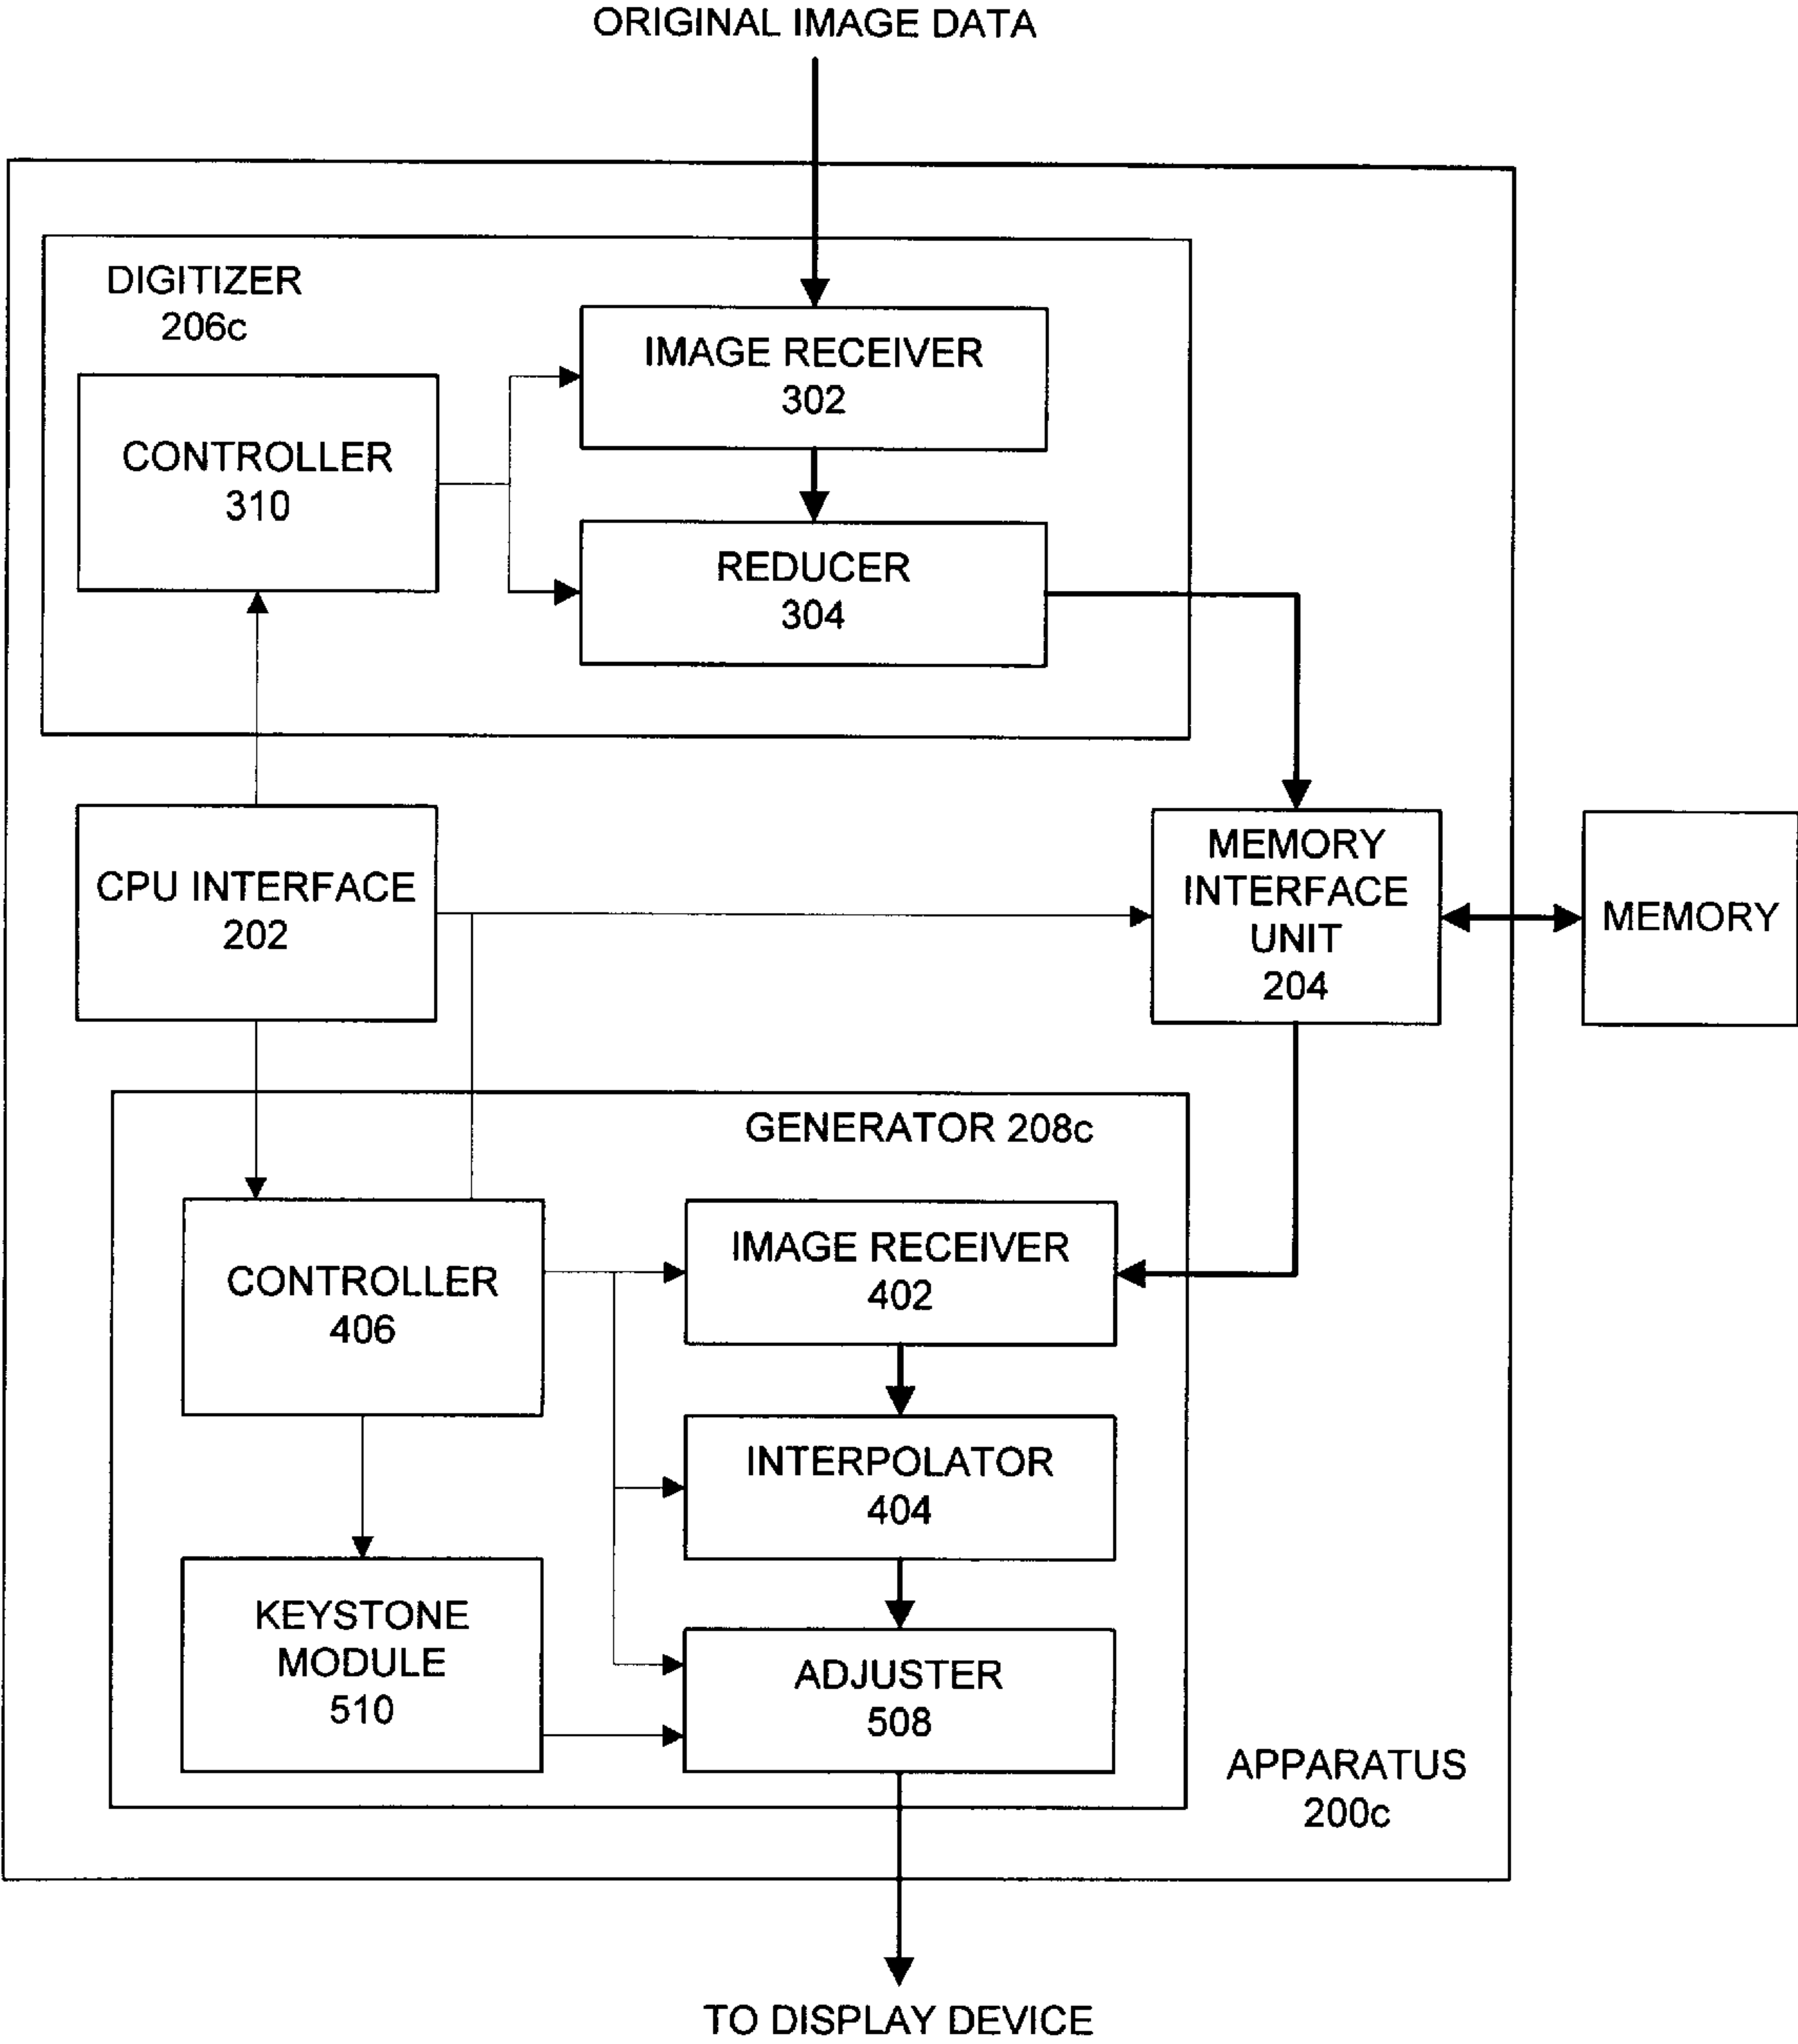 ORIGINAL IMAGE DATA
DIGITIZER
206c
IMAGE RECEIVER
302
CONTROLLER
310
REDUCER
304
CPU INTERFACE
202
MEMORY
INTERFACE
UNIT
204
MEMORY
GENERATOR 208c
CONTROLLER
406
IMAGE RECEIVER
402
INTERPOLATOR
404
KEYSTONE
MODULE
510
ADJUSTER
508
APPARATUS
200c
TO DISPLAY DEVICE